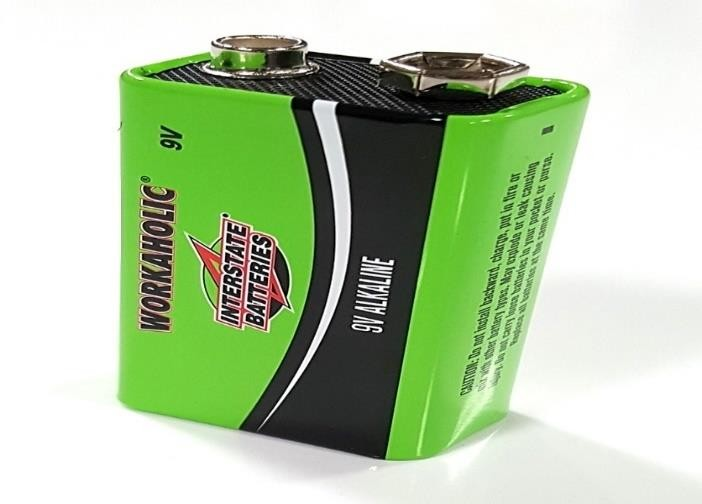 WORKAHOLIC®
9V
INTERSTATE
BATTERIES®
9V ALKALINE
CAUTION: Do not install backward, charge, put in fire or
mix with other battery types. May explode or leak causing
injury. Do not carry loose batteries in your pocket or purse.
Replace all batteries at the same time.